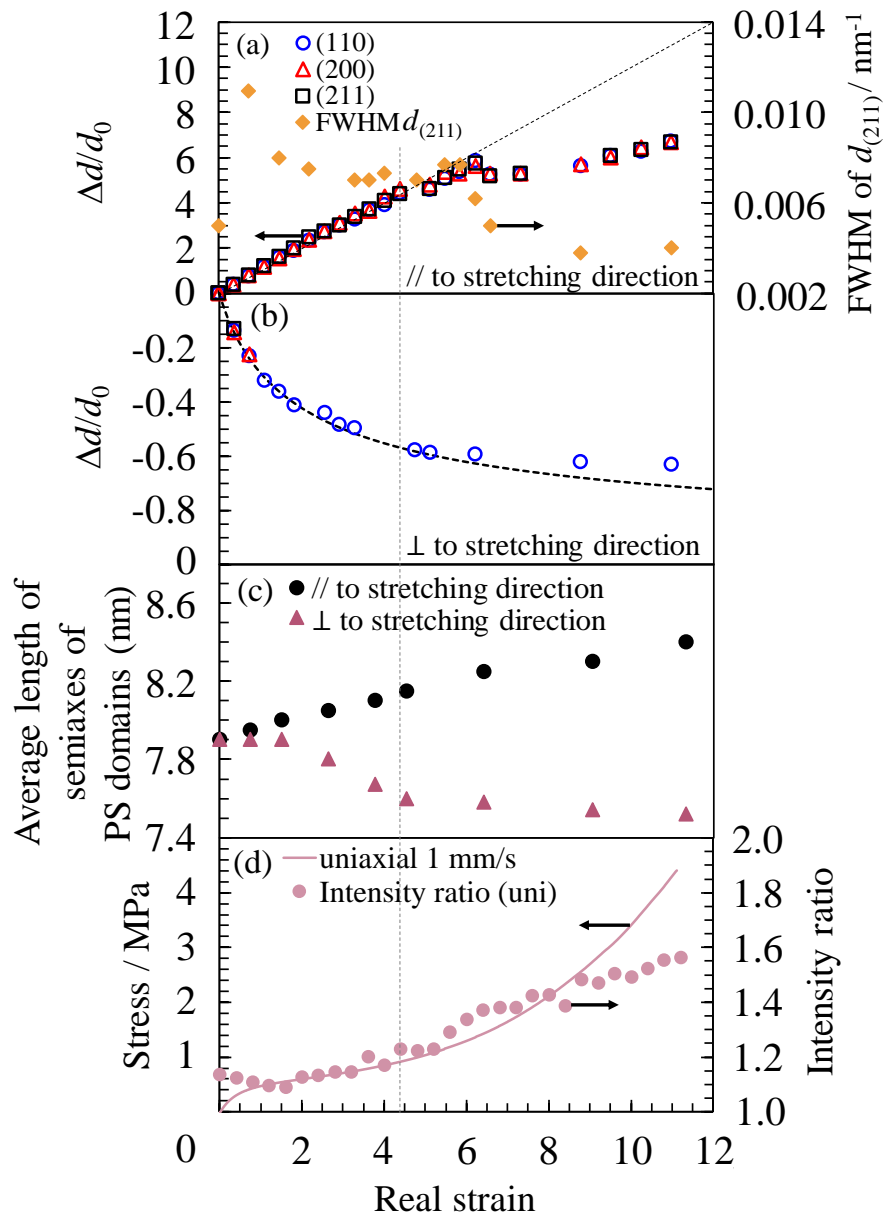 12
10
8
6
4
2
0
Δd/d0
(a)
(110)
(200)
(211)
FWHM d(211)
// to stretching direction
0.014
0.010
0.006
0.002
FWHM of d(211)/ nm-1
-0.2
-0.4
-0.6
-0.8
0
Δd/d0
(b)
⊥ to stretching direction
8.6
8.2
7.8
7.4
Average length of
semiaxes of
PS domains (nm)
(c)
// to stretching direction
⊥ to stretching direction
4
3
2
1
Stress / MPa
(d)
uniaxial 1 mm/s
Intensity ratio (uni)
2.0
1.8
1.6
1.4
1.2
1.0
Intensity ratio
0 2 4 6 8 10 12
Real strain